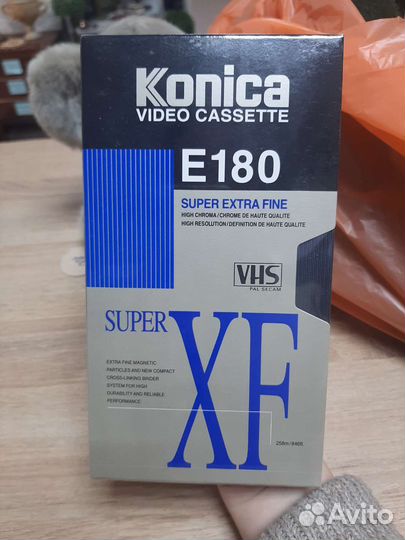 Konica
VIDEO CASSETTE
E180
SUPER EXTRA FINE
HIGH CHROMA/CHROME DE HAUTE QUALITE
HIGH RESOLUTION/DEFINITION DE HAUTE QUALITE
VHS
PAL SECAM
SUPER
XF
EXTRA FINE MAGNETIC
PARTICLES AND NEW COMPACT
CROSS-LINKING BINDER
SYSTEM FOR HIGH
DURABILITY AND RELIABLE
PERFORMANCE:
258m/846ft.
Avito